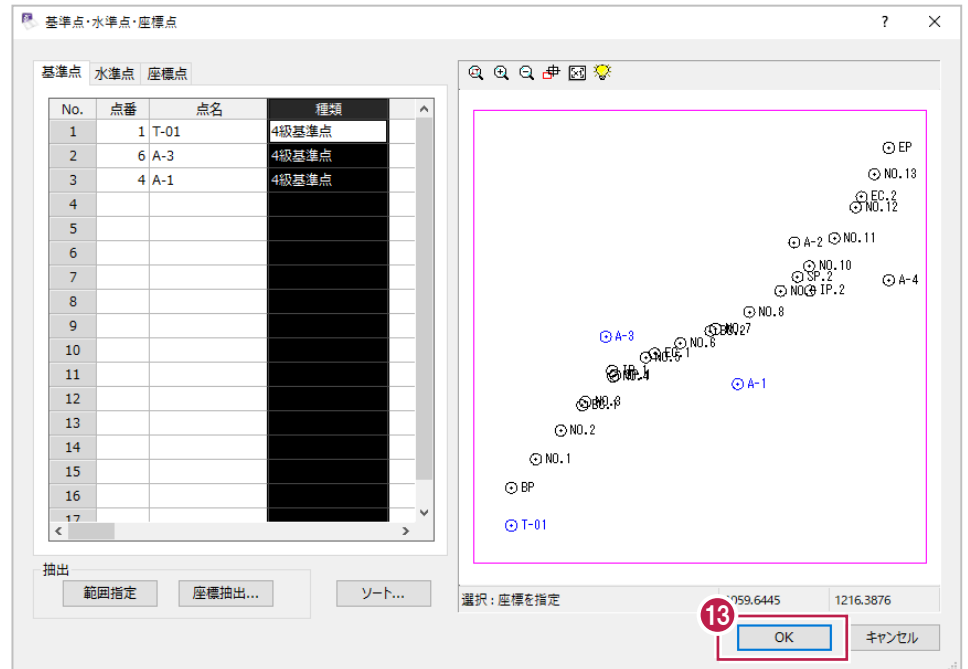 基準点・水準点・座標点
? ×
基準点 水準点 座標点
No. 点番 点名 種類
1 1 T-01 4級基準点
2 6 A-3 4級基準点
3 4 A-1 4級基準点
4
5
6
7
8
9
10
11
12
13
14
15
16
17
抽出
範囲指定 座標抽出... ソート...
EP
NO.13
EC.2
NO.12
NO.11
A-2
NO.10
SP.2
A-4
IP.2
NO.8
A-3
NO.6
A-1
NO.2
NO.1
BP
T-01
選択：座標を指定 1216.3876
13
OK キャンセル